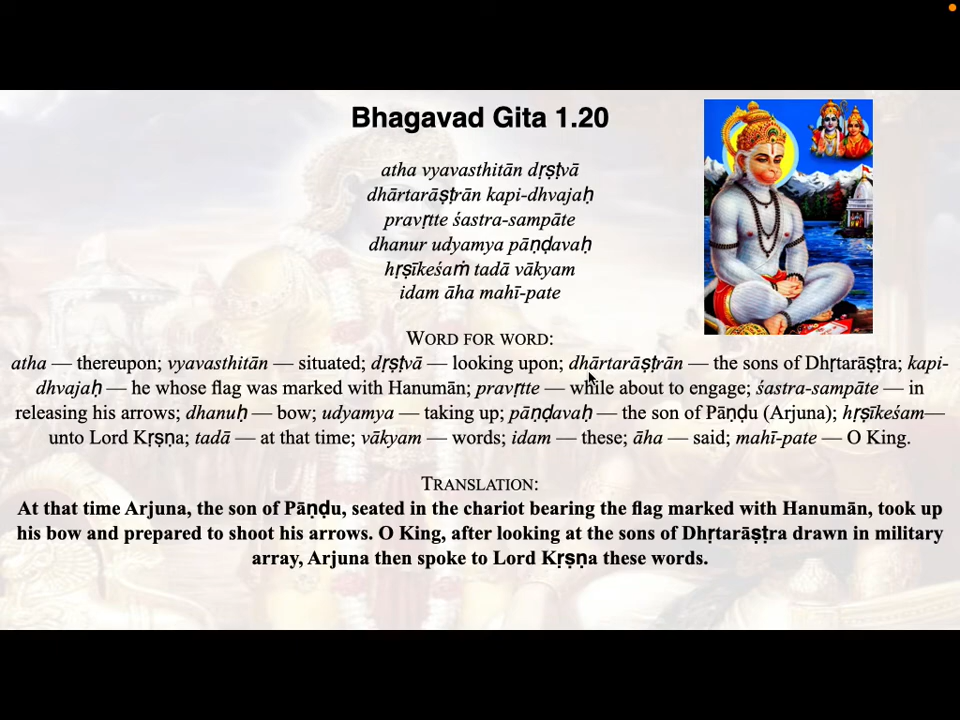 Bhagavad Gita 1.20
atha vyavasthitān dṛṣṭvā
dhārtarāṣṭrān kapi-dhvajaḥ
pravṛtte śastra-sampāte
dhanur udyamya pāṇḍavaḥ
hṛṣīkeśaṁ tadā vākyam
idam āha mahī-pate
WORD FOR WORD:
atha — thereupon; vyavasthitān — situated; dṛṣṭvā — looking upon; dhārtarāṣṭrān — the sons of Dhṛtarāṣṭra; kapi-
dhvajaḥ — he whose flag was marked with Hanumān; pravṛtte — while about to engage; śastra-sampāte — in
releasing his arrows; dhanuḥ — bow; udyamya — taking up; pāṇḍavaḥ — the son of Pāṇḍu (Arjuna); hṛṣīkeśam—
unto Lord Kṛṣṇa; tadā — at that time; vākyam — words; idam — these; āha — said; mahī-pate — O King.
TRANSLATION:
At that time Arjuna, the son of Pāṇḍu, seated in the chariot bearing the flag marked with Hanumān, took up
his bow and prepared to shoot his arrows. O King, after looking at the sons of Dhṛtarāṣṭra drawn in military
array, Arjuna then spoke to Lord Kṛṣṇa these words.